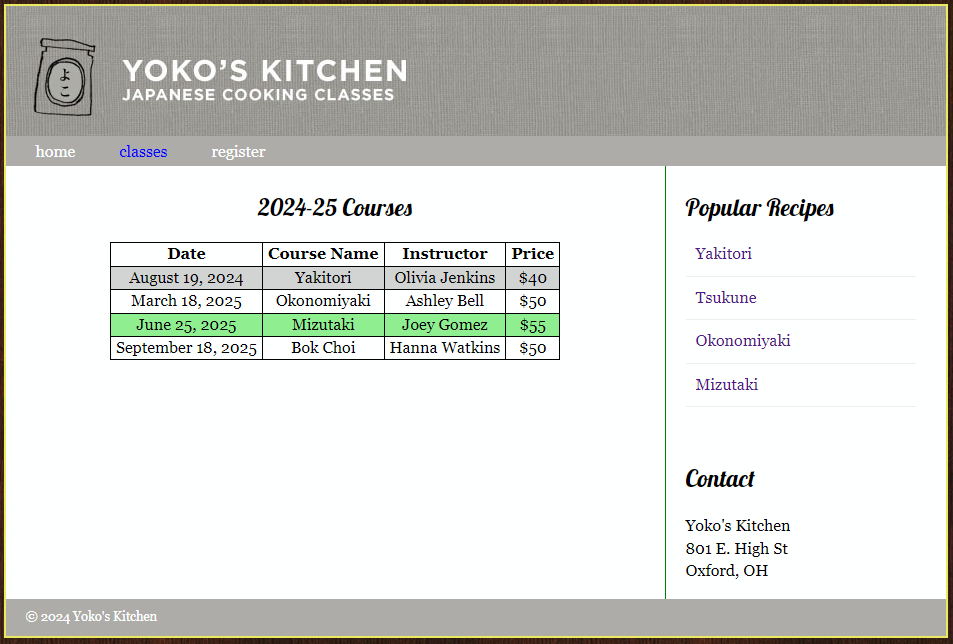 よこ
YOKO'S KITCHEN
JAPANESE COOKING CLASSES
home classes register
2024-25 Courses
Date Course Name Instructor Price
August 19, 2024 Yakitori Olivia Jenkins $40
March 18, 2025 Okonomiyaki Ashley Bell $50
June 25, 2025 Mizutaki Joey Gomez $55
September 18, 2025 Bok Choi Hanna Watkins $50
Popular Recipes
Yakitori
Tsukune
Okonomiyaki
Mizutaki
Contact
Yoko's Kitchen
801 E. High St
Oxford, OH
© 2024 Yoko's Kitchen